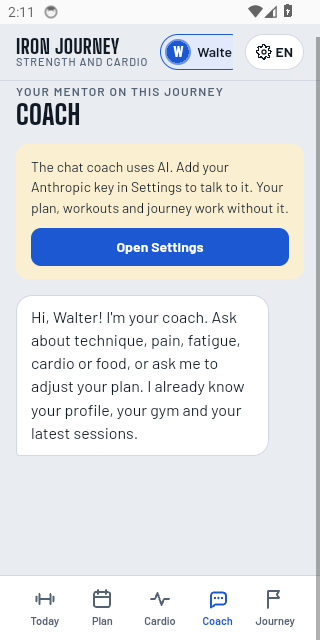 2:11
IRON JOURNEY
STRENGTH AND CARDIO
W Walte
EN
YOUR MENTOR ON THIS JOURNEY
COACH
The chat coach uses AI. Add your
Anthropic key in Settings to talk to it. Your
plan, workouts and journey work without it.
Open Settings
Hi, Walter! I'm your coach. Ask
about technique, pain, fatigue,
cardio or food, or ask me to
adjust your plan. I already know
your profile, your gym and your
latest sessions.
Today Plan Cardio Coach Journey